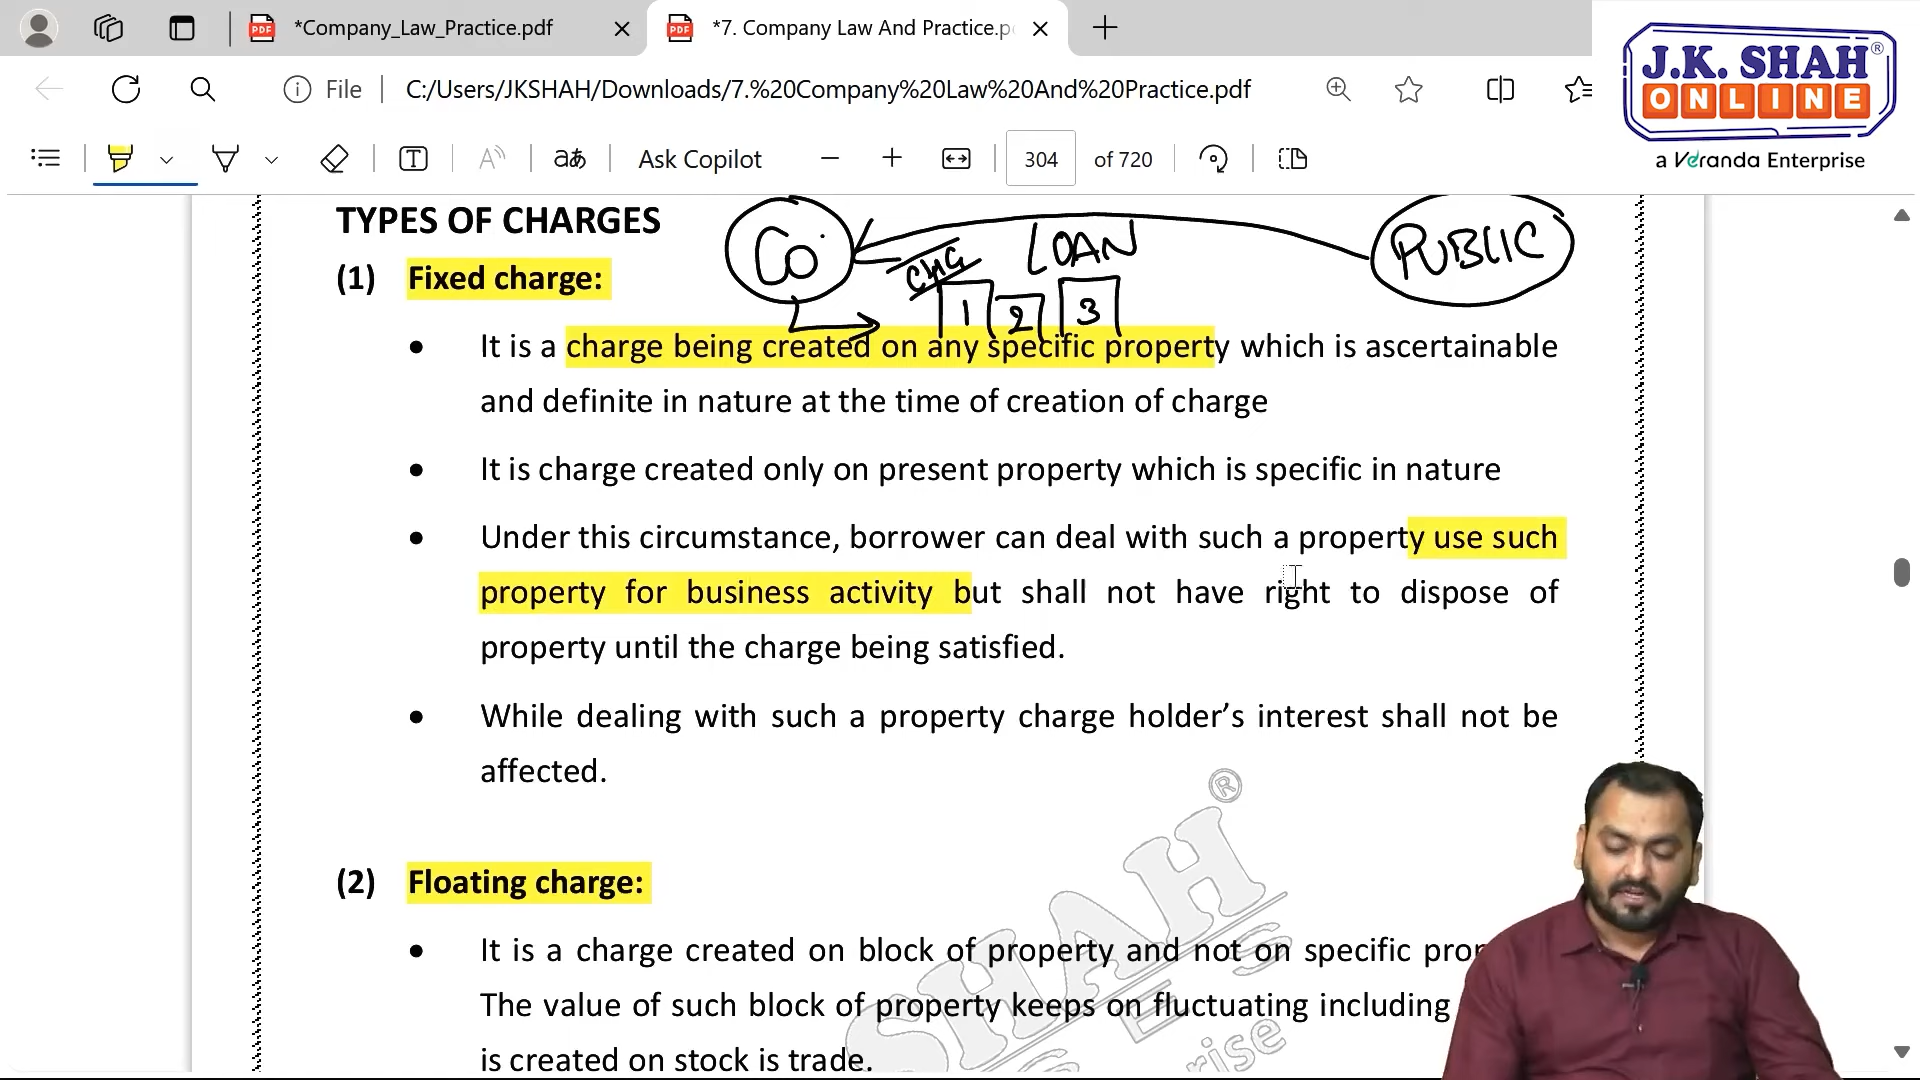 *Company_Law_Practice.pdf
*7. Company Law And Practice.p
File
C:/Users/JKSHAH/Downloads/7.%20Company%20Law%20And%20Practice.pdf
J.K. SHAH®
ONLINE
a Veranda Enterprise
Ask Copilot
304 of 720
TYPES OF CHARGES
Co
CHG
LOAN
PUBLIC
1 2 3
(1) Fixed charge:
• It is a charge being created on any specific property which is ascertainable
and definite in nature at the time of creation of charge
• It is charge created only on present property which is specific in nature
• Under this circumstance, borrower can deal with such a property use such
property for business activity but shall not have right to dispose of
property until the charge being satisfied.
• While dealing with such a property charge holder's interest shall not be
affected.
(2) Floating charge:
• It is a charge created on block of property and not on specific
The value of such block of property keeps on fluctuating including
is created on stock is trade.
SHAH ®